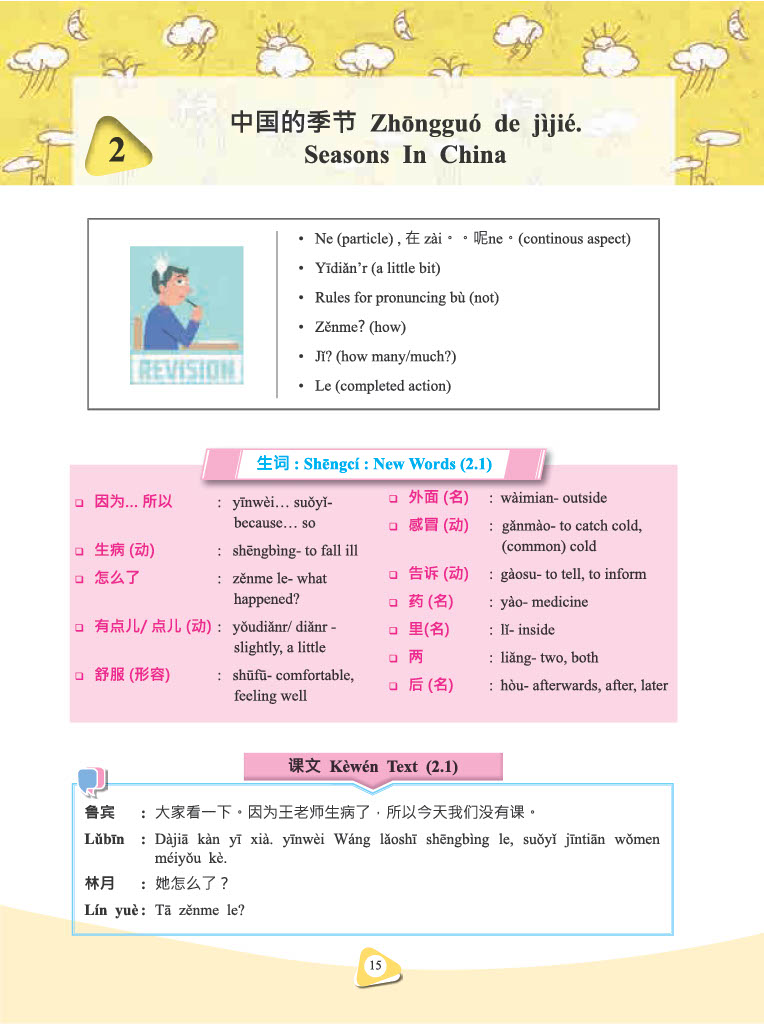 2
中国的季节 Zhōngguó de jìjié.
Seasons In China
REVISION
• Ne (particle) , 在 zài。。呢ne。(continous aspect)
• Yīdiǎn’r (a little bit)
• Rules for pronuncing bù (not)
• Zěnme? (how)
• Jǐ? (how many/much?)
• Le (completed action)
生词 : Shēngcí : New Words (2.1)
❑ 因为... 所以 : yīnwèi… suǒyǐ-
because… so
❑ 生病 (动) : shēngbìng- to fall ill
❑ 怎么了 : zěnme le- what
happened?
❑ 有点儿/ 点儿 (动) : yǒudiǎnr/ diǎnr -
slightly, a little
❑ 舒服 (形容) : shūfū- comfortable,
feeling well
❑ 外面 (名) : wàimian- outside
❑ 感冒 (动) : gǎnmào- to catch cold,
(common) cold
❑ 告诉 (动) : gàosu- to tell, to inform
❑ 药 (名) : yào- medicine
❑ 里(名) : lǐ- inside
❑ 两 : liǎng- two, both
❑ 后 (名) : hòu- afterwards, after, later
课文 Kèwén Text (2.1)
鲁宾 : 大家看一下。因为王老师生病了，所以今天我们没有课。
Lǔbīn : Dàjiā kàn yī xià. yīnwèi Wáng lǎoshī shēngbìng le, suǒyǐ jīntiān wǒmen
méiyǒu kè.
林月 : 她怎么了？
Lín yuè : Tā zěnme le?
15